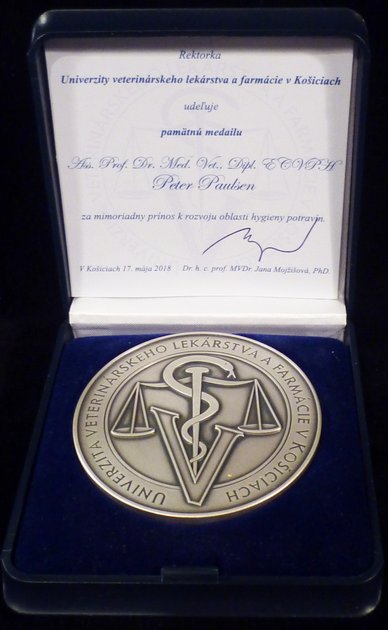 Rektorka
Univerzity veterinárskeho lekárstva a farmácie v Košiciach
udeľuje
pamätnú medailu
Ass. Prof. Dr. Med. Vet., Dipl. ECVPH
Peter Paulsen
za mimoriadny prínos k rozvoju oblasti hygieny potravín.
V Košiciach 17. mája 2018 Dr. h. c. prof. MVDr. Jana Mojžišová, PhD.
UNIVERZITA VETERINÁRSKEHO LEKÁRSTVA A FARMÁCIE V KOŠICIACH
V